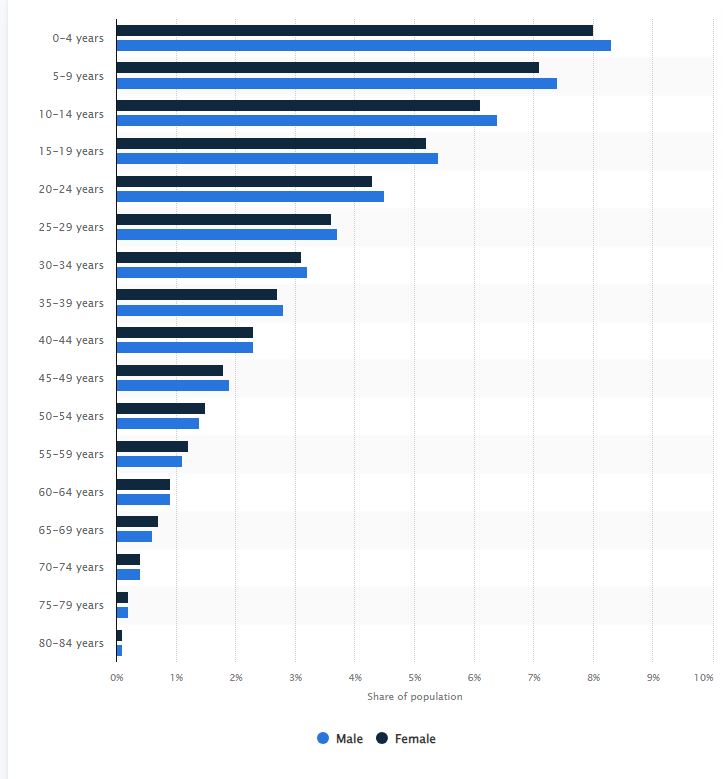 0–4 years
5–9 years
10–14 years
15–19 years
20–24 years
25–29 years
30–34 years
35–39 years
40–44 years
45–49 years
50–54 years
55–59 years
60–64 years
65–69 years
70–74 years
75–79 years
80–84 years
0% 1% 2% 3% 4% 5% 6% 7% 8% 9% 10%
Share of population
Male Female